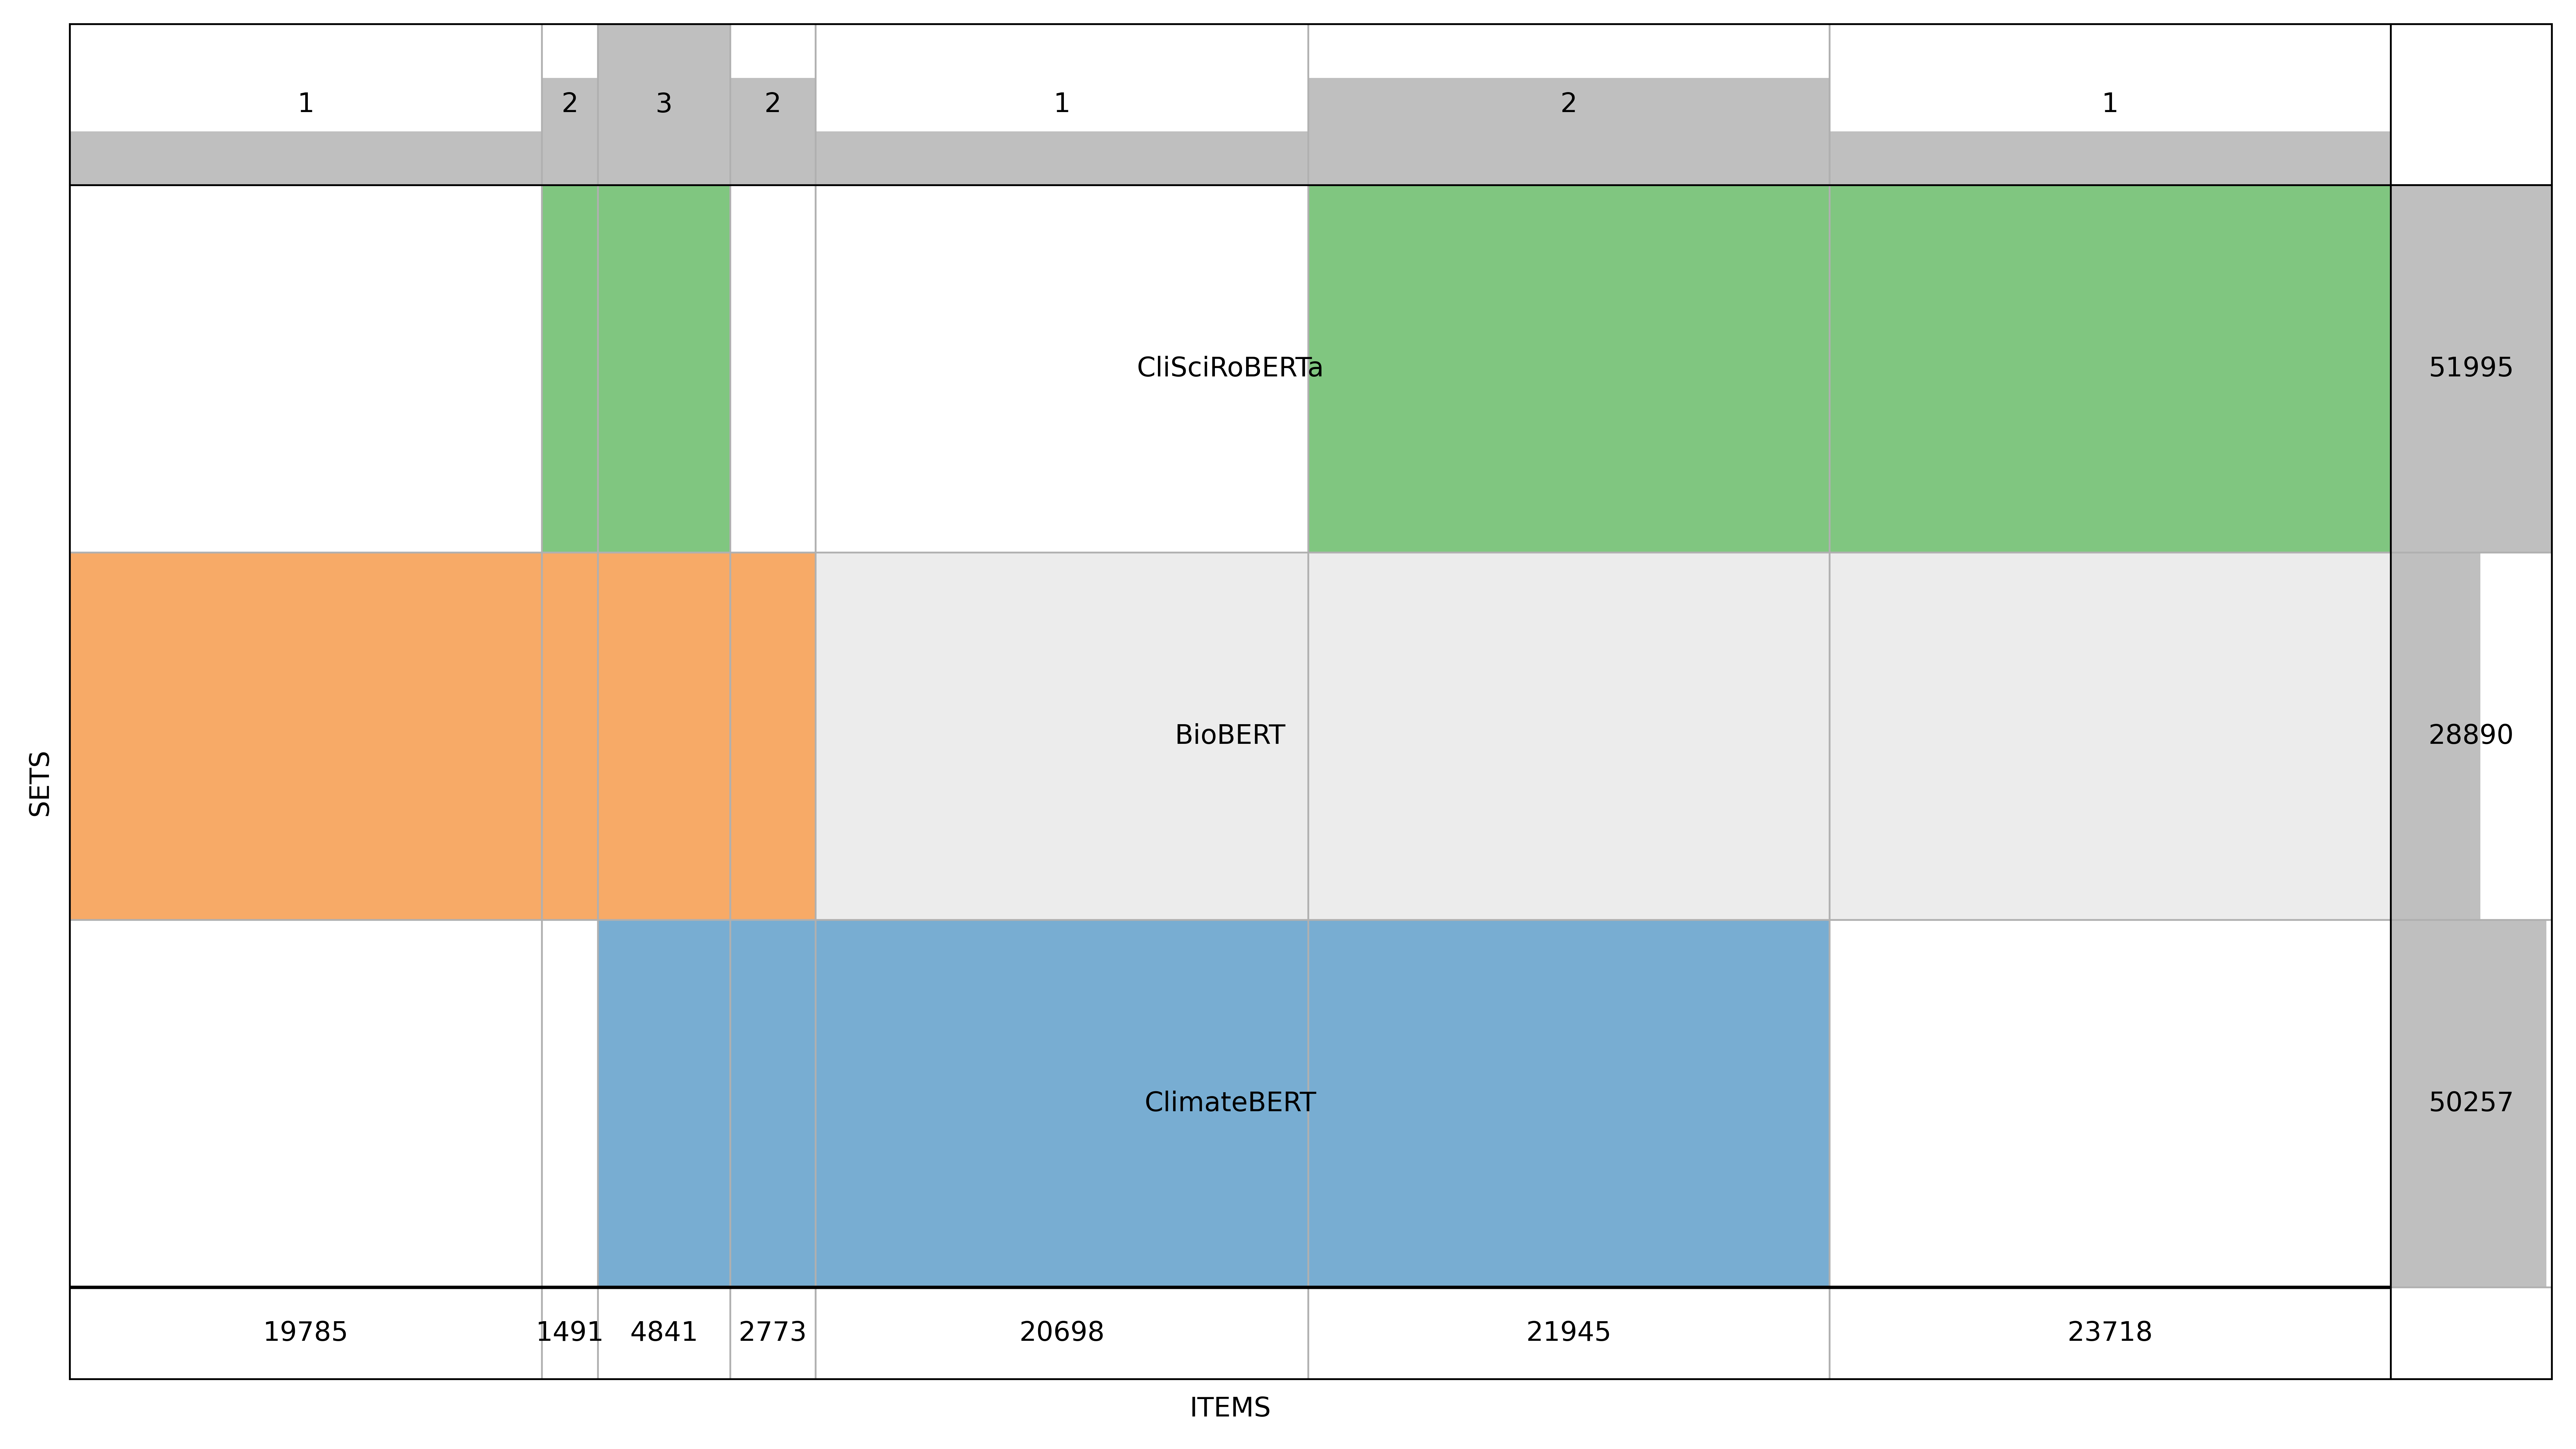 1 2 3 2 1 2 1
CliSciRoBERTa 51995
BioBERT 28890
SETS
ClimateBERT 50257
19785 1491 4841 2773 20698 21945 23718
ITEMS